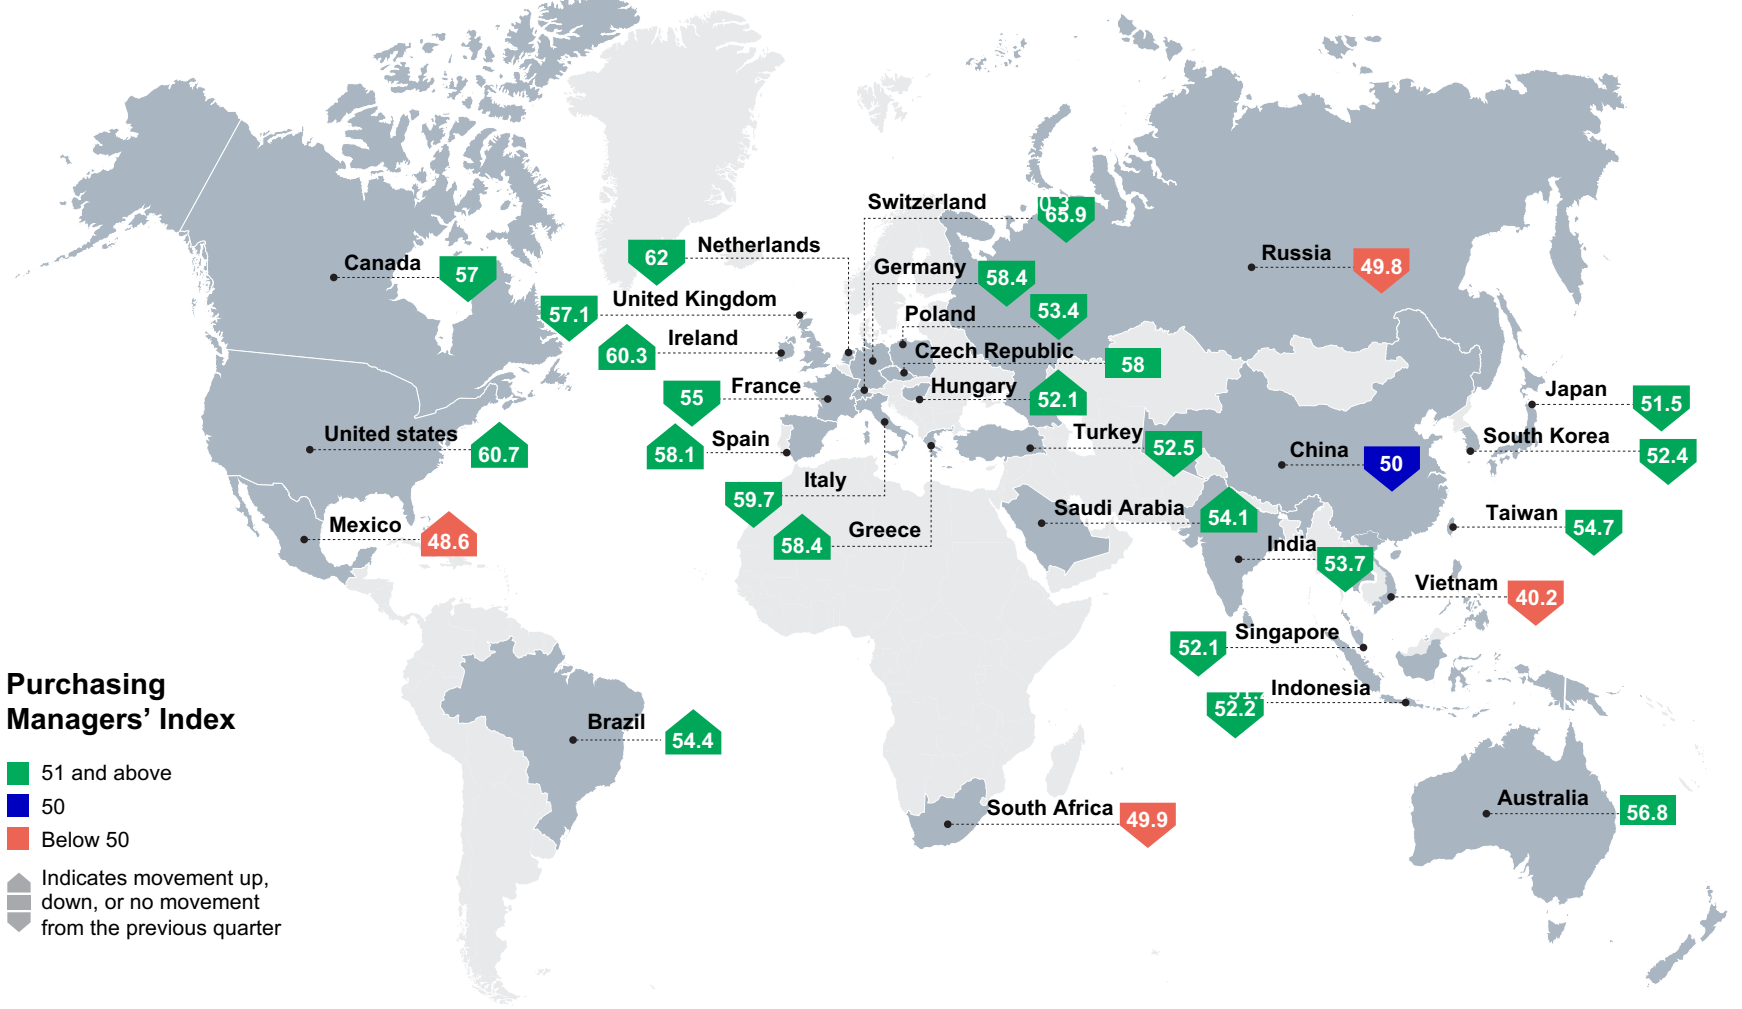 Switzerland
65.9
Netherlands
62
Germany
58.4
Russia
49.8
Canada
57
United Kingdom
57.1
Poland
53.4
Ireland
60.3
Czech Republic
58
France
55
Hungary
52.1
Japan
51.5
United states
60.7
Spain
58.1
Turkey
52.5
China
50
South Korea
52.4
Italy
59.7
Saudi Arabia
54.1
Mexico
48.6
Greece
58.4
India
53.7
Taiwan
54.7
Vietnam
40.2
Singapore
52.1
Indonesia
52.2
Brazil
54.4
South Africa
49.9
Australia
56.8
Purchasing
Managers’ Index
51 and above
50
Below 50
Indicates movement up,
down, or no movement
from the previous quarter